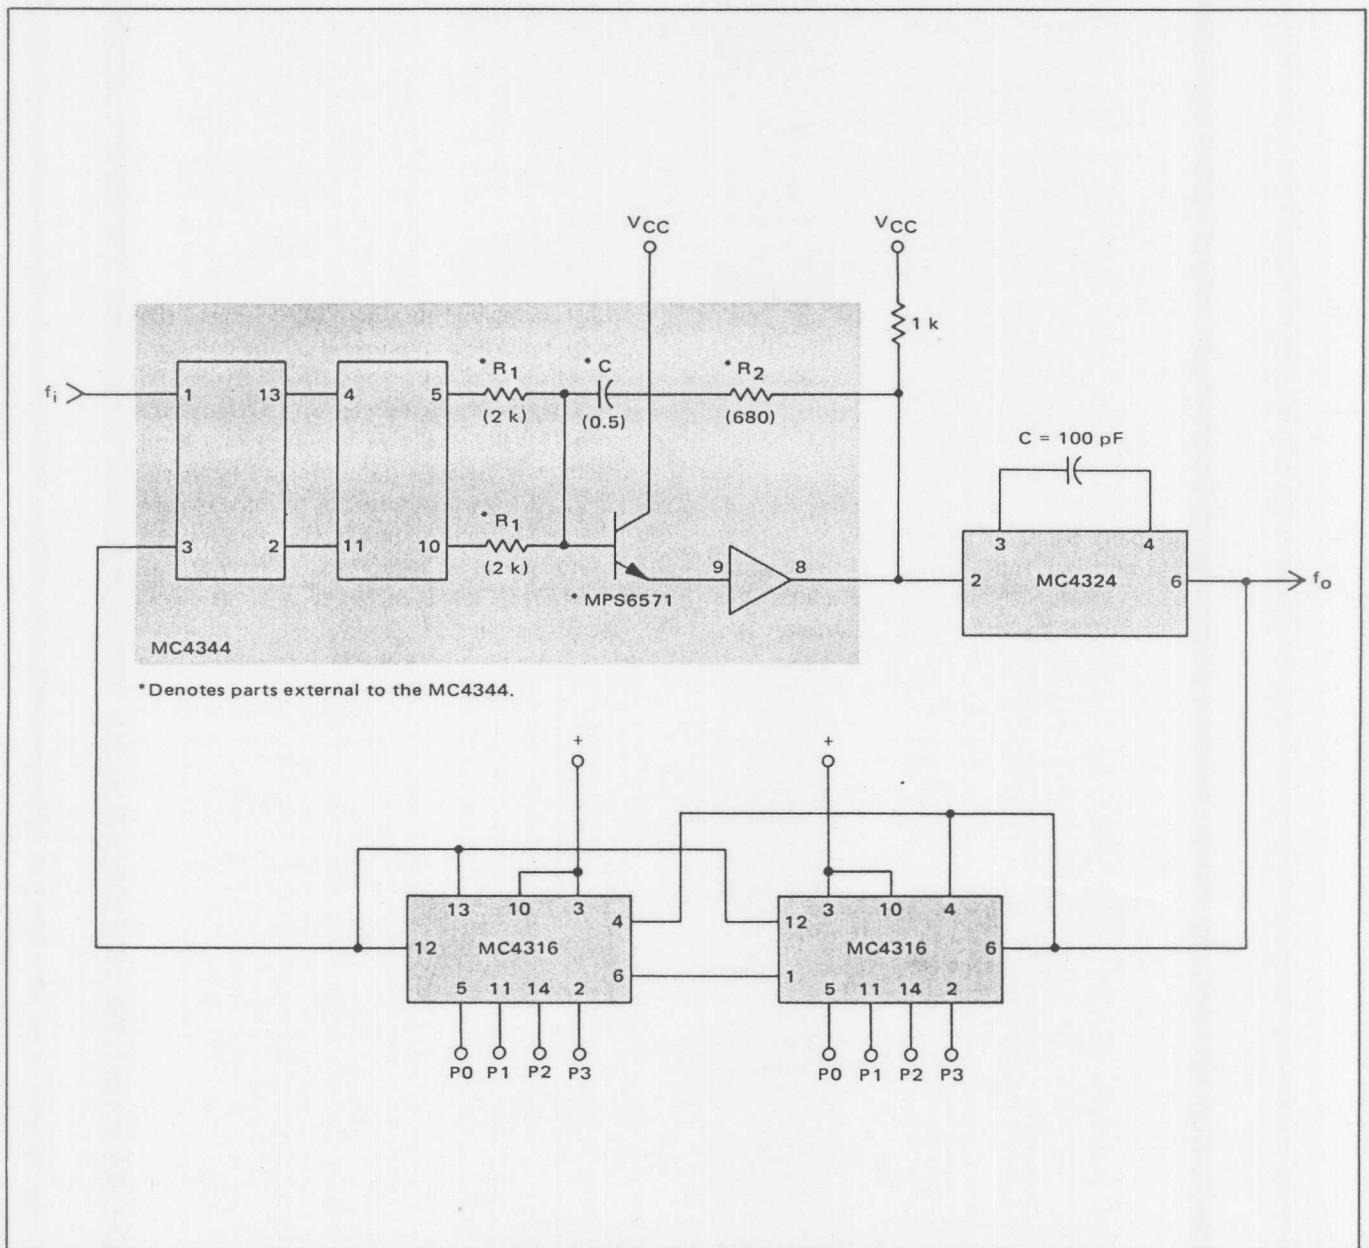 VCC VCC
1 k
*R1 *C *R2
fi 1 13 4 5 (2 k) (0.5) (680)
C = 100 pF
*R1
3 2 11 10 (2 k) 9 8
3 4
2 MC4324 6 fo
*MPS6571
MC4344
*Denotes parts external to the MC4344.
+ +
13 10 3 4 3 10 4
12 12
MC4316 MC4316 6
6 1
5 11 14 2 5 11 14 2
P0 P1 P2 P3 P0 P1 P2 P3